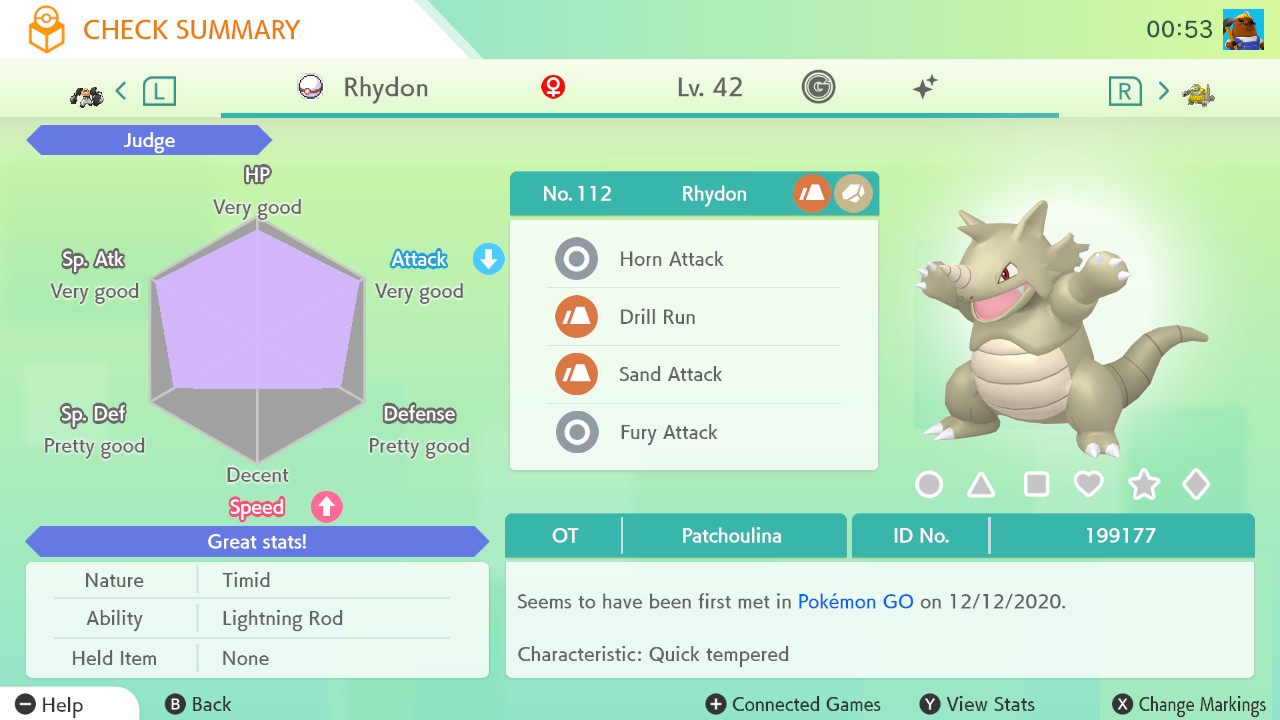 CHECK SUMMARY
00:53
L
Rhydon
Lv. 42
G
R
Judge
HP
Very good
Sp. Atk
Very good
Attack
Very good
Sp. Def
Pretty good
Defense
Pretty good
Decent
Speed
Great stats!
Nature Timid
Ability Lightning Rod
Held Item None
No. 112 Rhydon
Horn Attack
Drill Run
Sand Attack
Fury Attack
OT Patchoulina
ID No. 199177
Seems to have been first met in Pokémon GO on 12/12/2020.
Characteristic: Quick tempered
Help
B Back
Connected Games
Y View Stats
X Change Markings